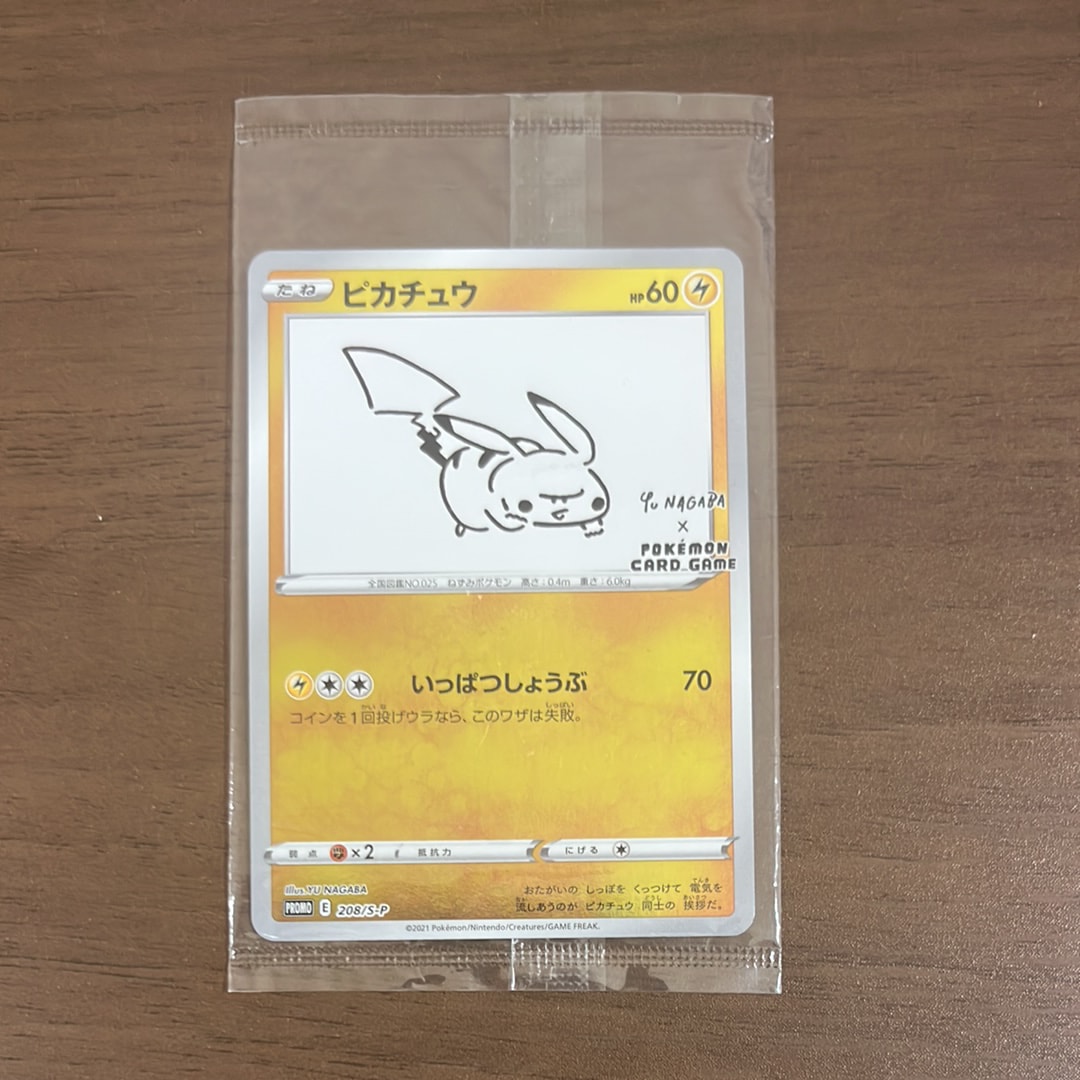 たね ピカチュウ HP60
YU NAGABA
×
POKÉMON
CARD GAME
全国図鑑NO.025 ねずみポケモン 高さ:0.4m 重さ:6.0kg
いっぱつしょうぶ 70
コインを1回投げウラなら、このワザは失敗。
弱点 ×2 抵抗力 にげる
Illus. YU NAGABA
PROMO E 208/S-P
おたがいの しっぽを くっつけて 電気を
流しあうのが ピカチュウ 同士の 挨拶だ。
©2021 Pokémon/Nintendo/Creatures/GAME FREAK.